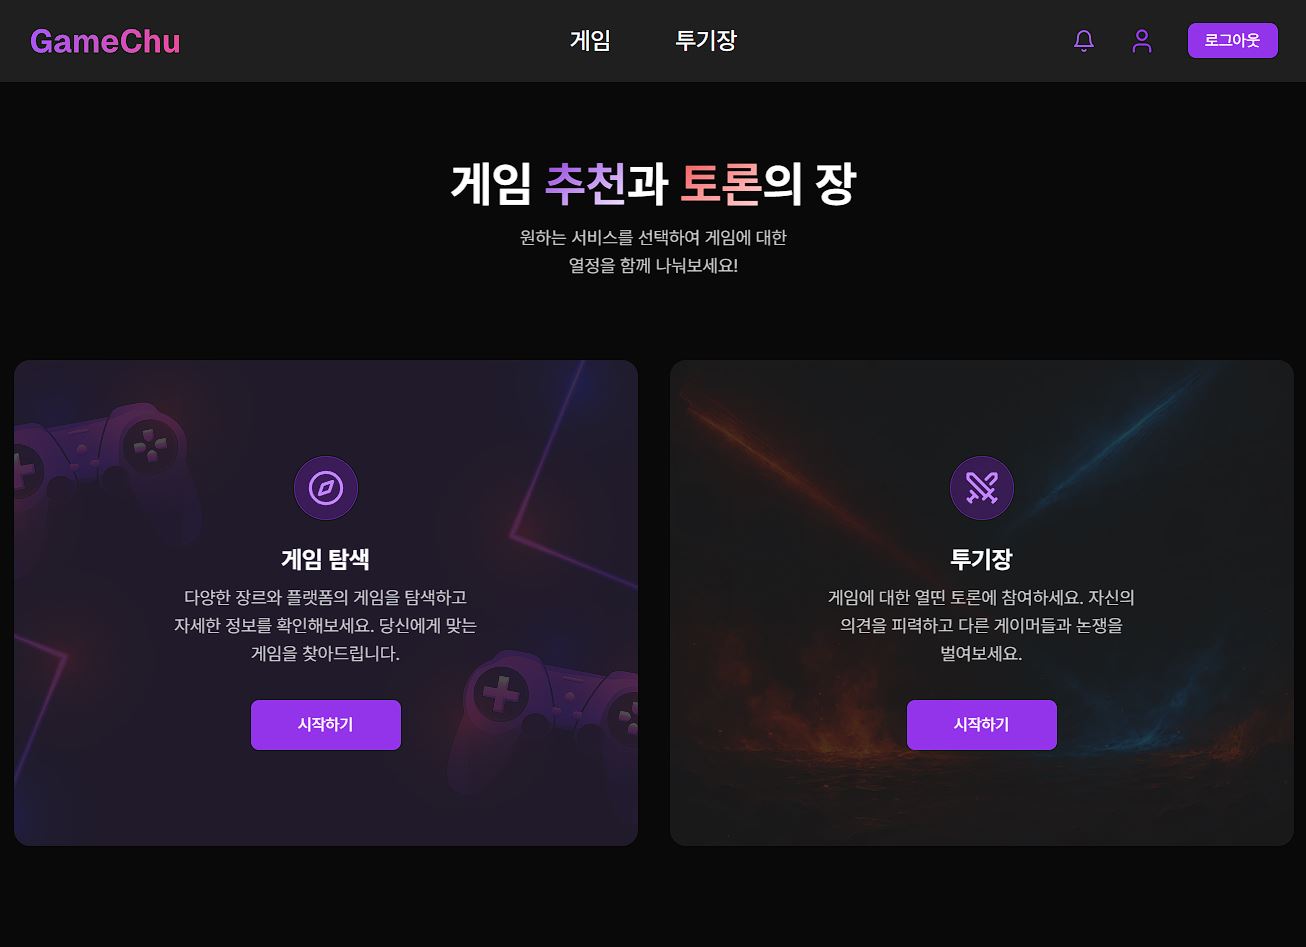 GameChu
게임
투기장
로그아웃
게임 추천과 토론의 장
원하는 서비스를 선택하여 게임에 대한
열정을 함께 나눠보세요!
게임 탐색
다양한 장르와 플랫폼의 게임을 탐색하고
자세한 정보를 확인해보세요. 당신에게 맞는
게임을 찾아드립니다.
시작하기
투기장
게임에 대한 열띤 토론에 참여하세요. 자신의
의견을 피력하고 다른 게이머들과 논쟁을
벌여보세요.
시작하기